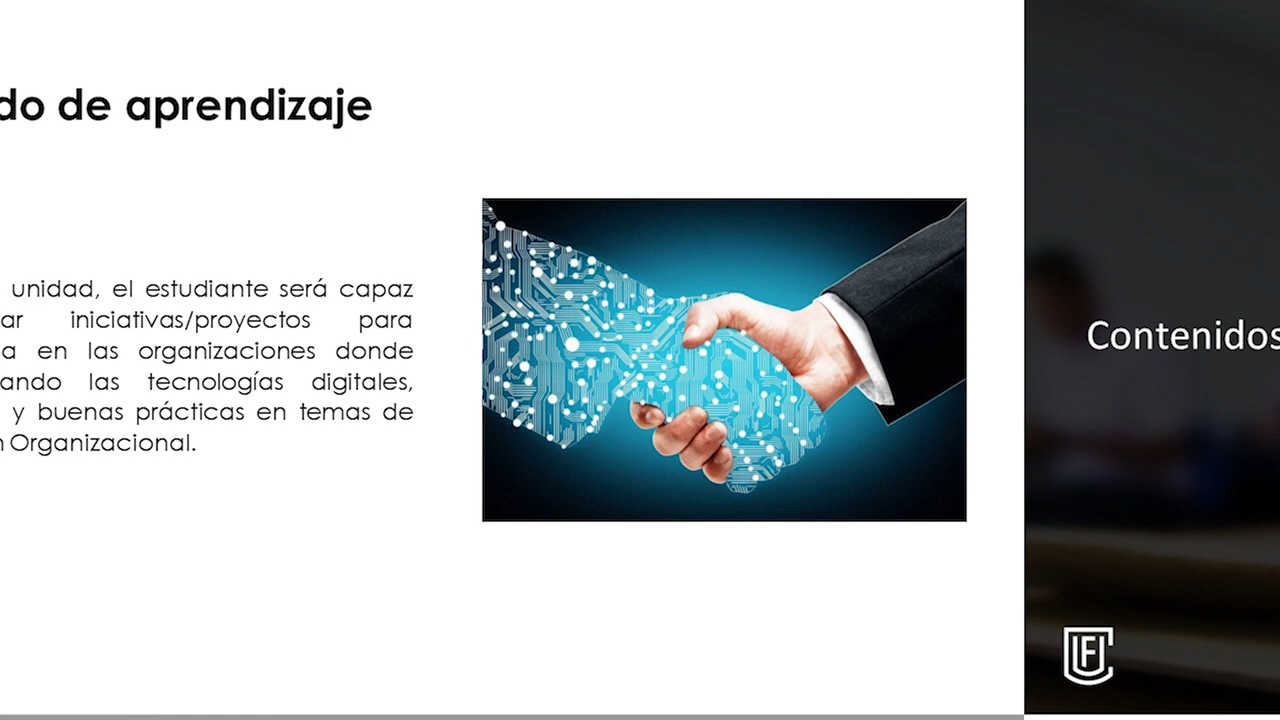 do de aprendizaje
unidad, el estudiante será capaz
ar iniciativas/proyectos para
a en las organizaciones donde
ando las tecnologías digitales,
y buenas prácticas en temas de
n Organizacional.
Contenidos